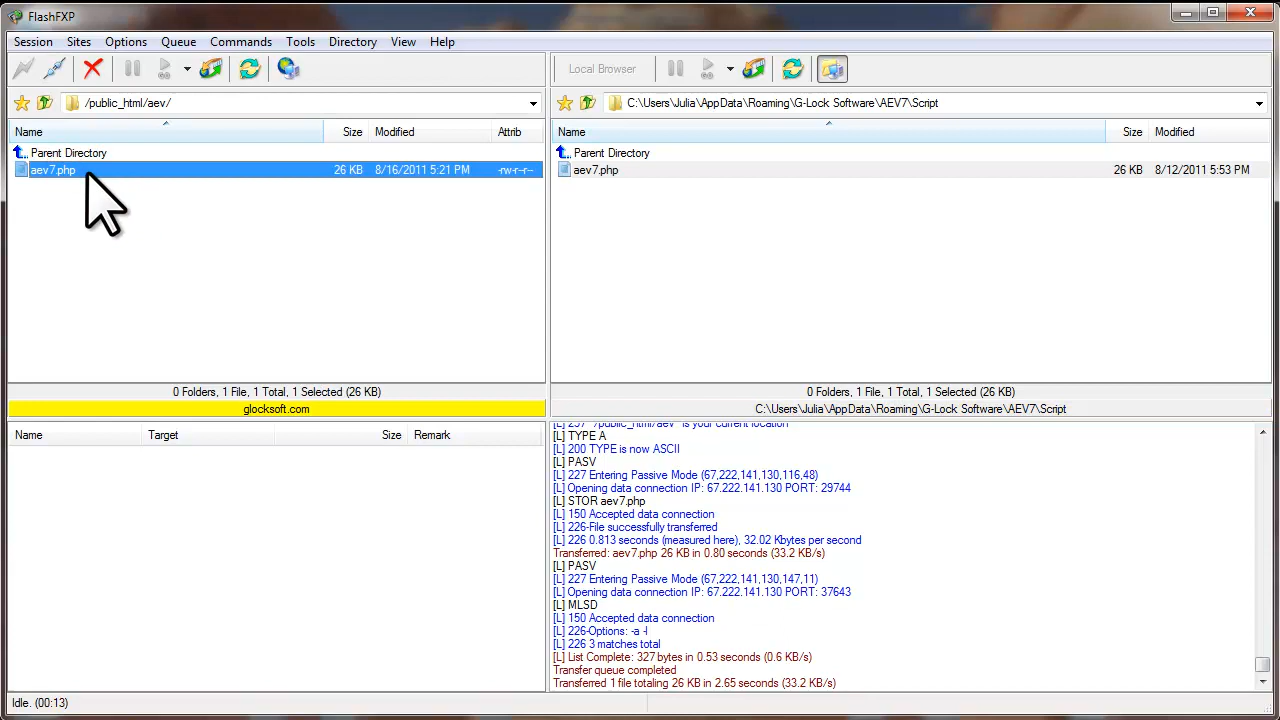 FlashFXP
Session Sites Options Queue Commands Tools Directory View Help
Local Browser
/public_html/aev/
C:\Users\Julia\AppData\Roaming\G-Lock Software\AEV7\Script
Name Size Modified Attrib
Name Size Modified
Parent Directory
Parent Directory
aev7.php 26 KB 8/16/2011 5:21 PM -rw-r--r--
aev7.php 26 KB 8/12/2011 5:53 PM
0 Folders, 1 File, 1 Total, 1 Selected (26 KB)
0 Folders, 1 File, 1 Total, 1 Selected (26 KB)
glocksoft.com
C:\Users\Julia\AppData\Roaming\G-Lock Software\AEV7\Script
Name Target Size Remark
[L] 257 "/public_html/aev" is your current location
[L] TYPE A
[L] 200 TYPE is now ASCII
[L] PASV
[L] 227 Entering Passive Mode (67,222,141,130,116,48)
[L] Opening data connection IP: 67.222.141.130 PORT: 29744
[L] STOR aev7.php
[L] 150 Accepted data connection
[L] 226-File successfully transferred
[L] 226 0.813 seconds (measured here), 32.02 Kbytes per second
Transferred: aev7.php 26 KB in 0.80 seconds (33.2 KB/s)
[L] PASV
[L] 227 Entering Passive Mode (67,222,141,130,147,11)
[L] Opening data connection IP: 67.222.141.130 PORT: 37643
[L] MLSD
[L] 150 Accepted data connection
[L] 226-Options: -a -l
[L] 226 3 matches total
[L] List Complete: 327 bytes in 0.53 seconds (0.6 KB/s)
Transfer queue completed
Transferred 1 file totaling 26 KB in 2.65 seconds (33.2 KB/s)
Idle. (00:13)